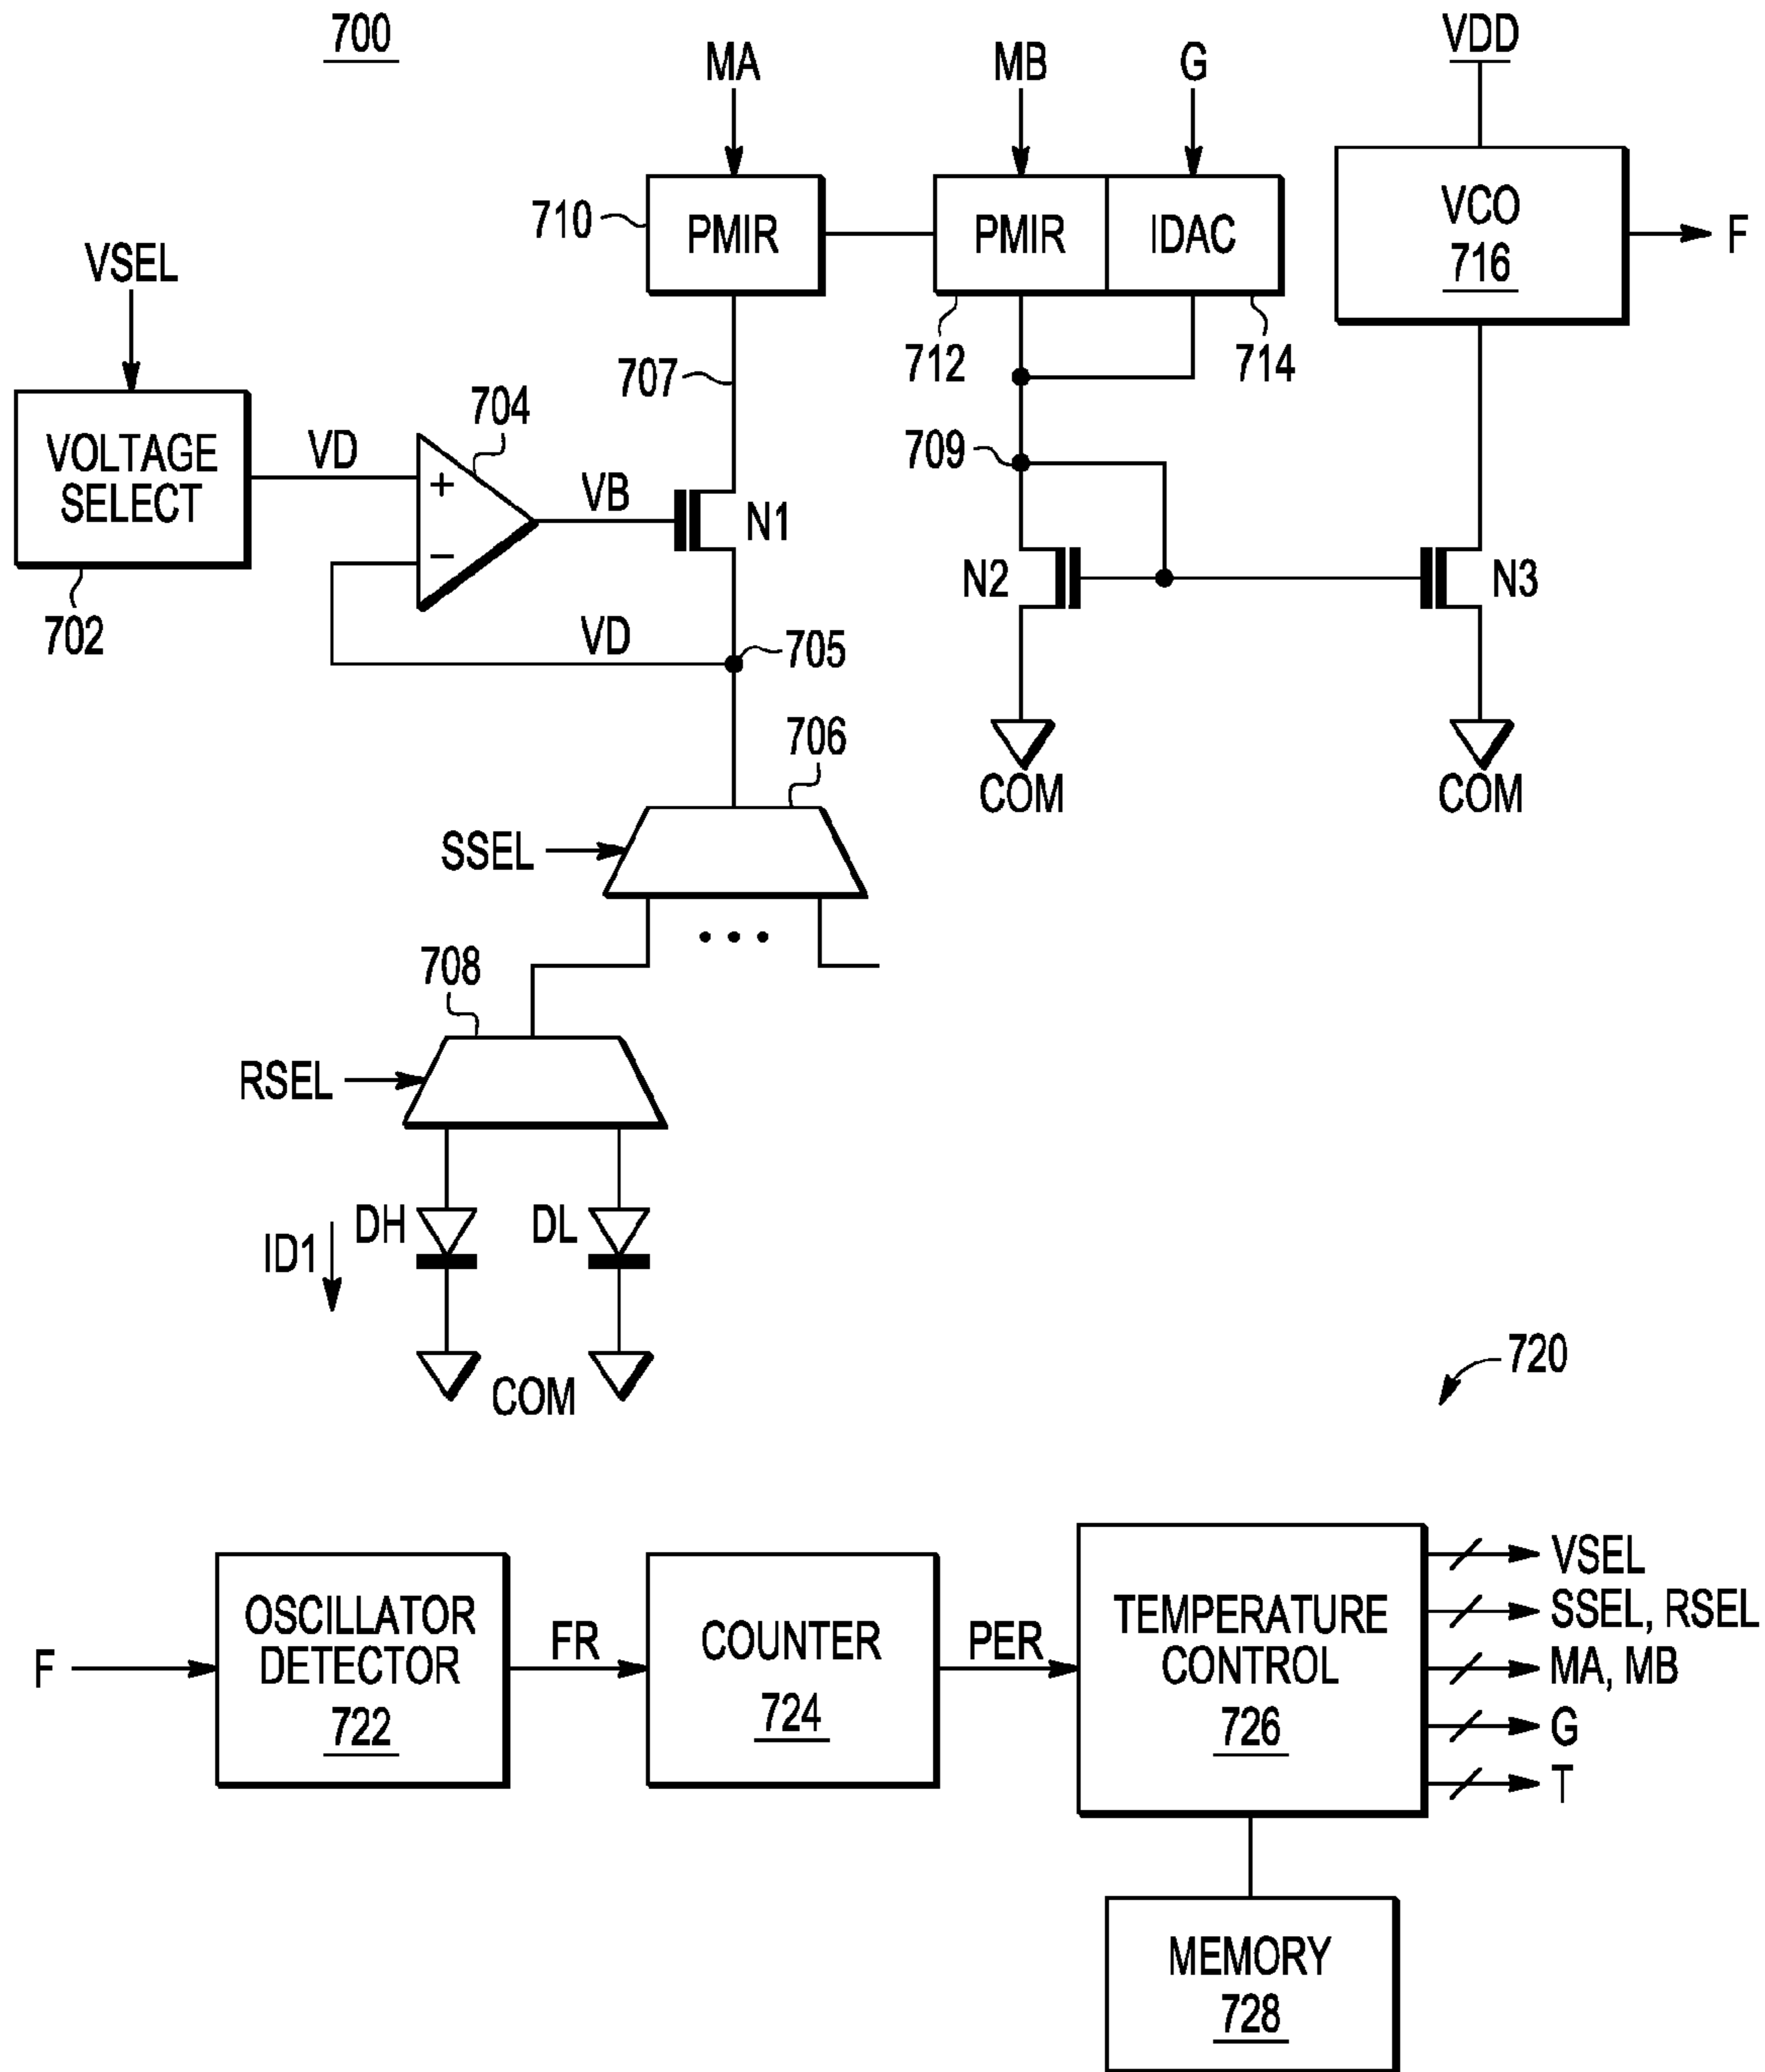 700
MA
MB
G
VDD
710
PMIR
PMIR
IDAC
VCO
716
F
VSEL
712
714
707
704
VOLTAGE
SELECT
VD
+
VB
N1
709
−
N2
N3
702
VD
705
706
COM
COM
SSEL
• • •
708
RSEL
ID1
DH
DL
COM
720
F
OSCILLATOR
DETECTOR
722
FR
COUNTER
724
PER
TEMPERATURE
CONTROL
726
VSEL
SSEL, RSEL
MA, MB
G
T
MEMORY
728